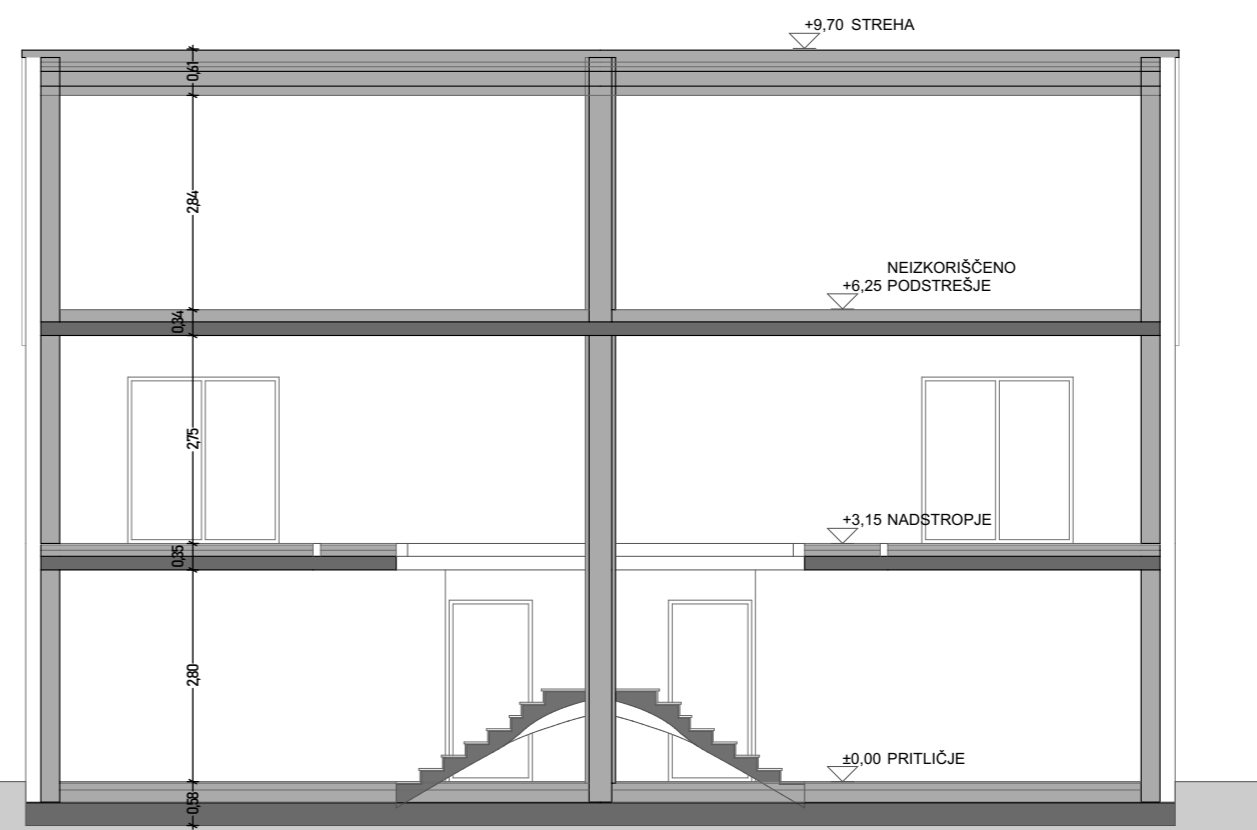 +9,70 STREHA
0,61
2,84
NEIZKORIŠČENO
+6,25 PODSTREŠJE
0,34
2,75
+3,15 NADSTROPJE
0,35
2,80
±0,00 PRITLIČJE
0,58